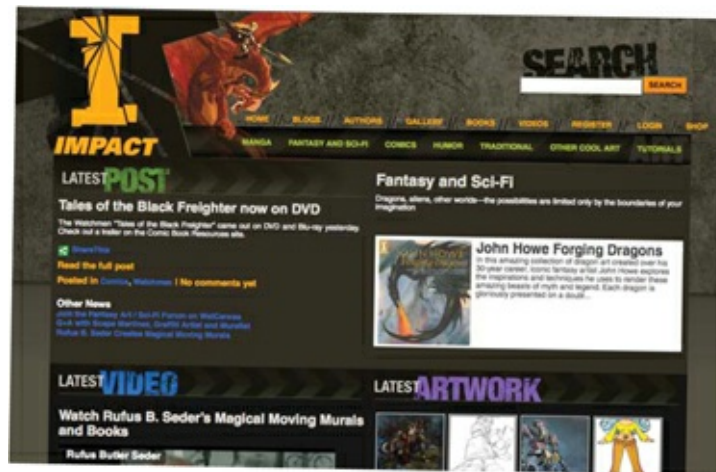 SEARCH
SEARCH
IMPACT
HOME // BLOGS // AUTHORS // GALLERY // BOOKS // VIDEOS // REGISTER // LOGIN // SHOP
MANGA FANTASY AND SCI-FI COMICS HUMOR TRADITIONAL OTHER COOL ART TUTORIALS
LATEST POST
Tales of the Black Freighter now on DVD
The Watchmen "Tales of the Black Freighter" came out on DVD and Blu-ray yesterday.
Check out a trailer on the Comic Book Resources site.
ShareThis
Read the full post
Posted in Comics, Watchmen | No comments yet
Other News
Join the Fantasy Art / Sci-Fi Forum on WetCanvas
Q+A with Scape Martinez, Graffiti Artist and Muralist
Rufus B. Seder Creates Magical Moving Murals
Fantasy and Sci-Fi
Dragons, aliens, other worlds—the possibilities are limited only by the boundaries of your
imagination
John Howe Forging Dragons
In this amazing collection of dragon art created over his
30-year career, iconic fantasy artist John Howe explores
the inspirations and techniques he uses to render these
amazing beasts of myth and legend. Each dragon is
gloriously presented on a doubl...
LATEST VIDEO
Watch Rufus B. Seder's Magical Moving Murals
and Books
Rufus Butler Seder
LATEST ARTWORK